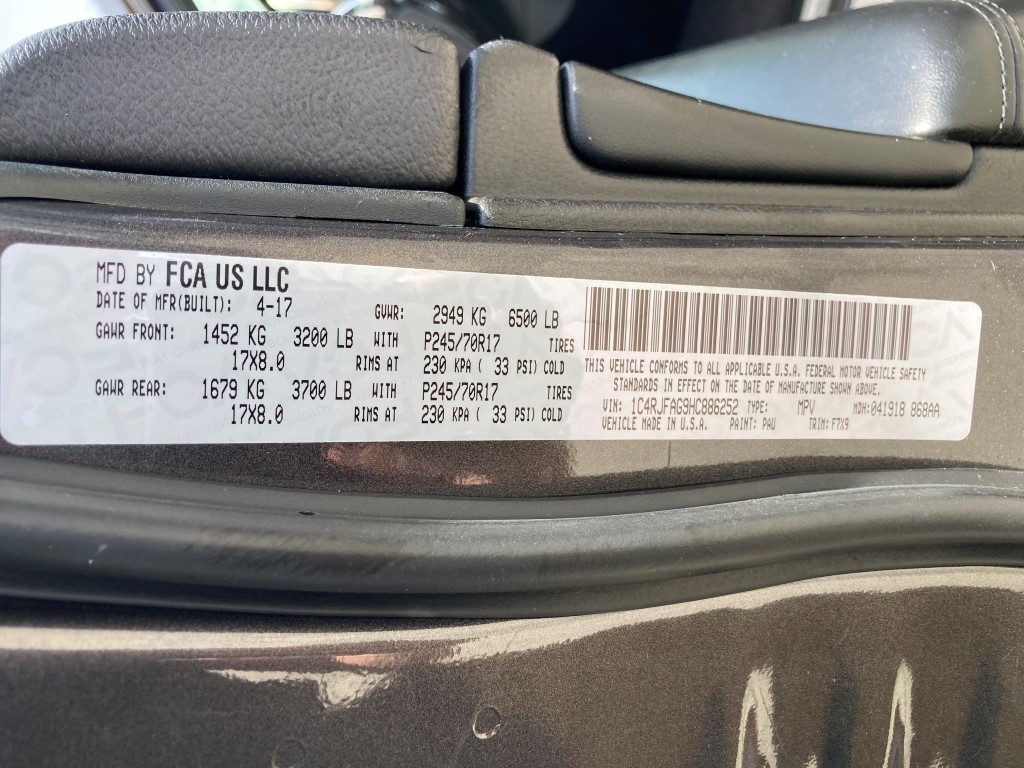 MFD BY FCA US LLC
DATE OF MFR(BUILT): 4-17 GVWR: 2949 KG 6500 LB
GAWR FRONT: 1452 KG 3200 LB WITH P245/70R17 TIRES
17X8.0 RIMS AT 230 KPA ( 33 PSI) COLD
GAWR REAR: 1679 KG 3700 LB WITH P245/70R17 TIRES
17X8.0 RIMS AT 230 KPA ( 33 PSI) COLD
THIS VEHICLE CONFORMS TO ALL APPLICABLE U.S.A. FEDERAL MOTOR VEHICLE SAFETY
STANDARDS IN EFFECT ON THE DATE OF MANUFACTURE SHOWN ABOVE.
VIN: 1C4RJFAG9HC886252 TYPE: MPV MDH:041918 868AA
VEHICLE MADE IN U.S.A. PAINT: PAU TRIM: F7X9